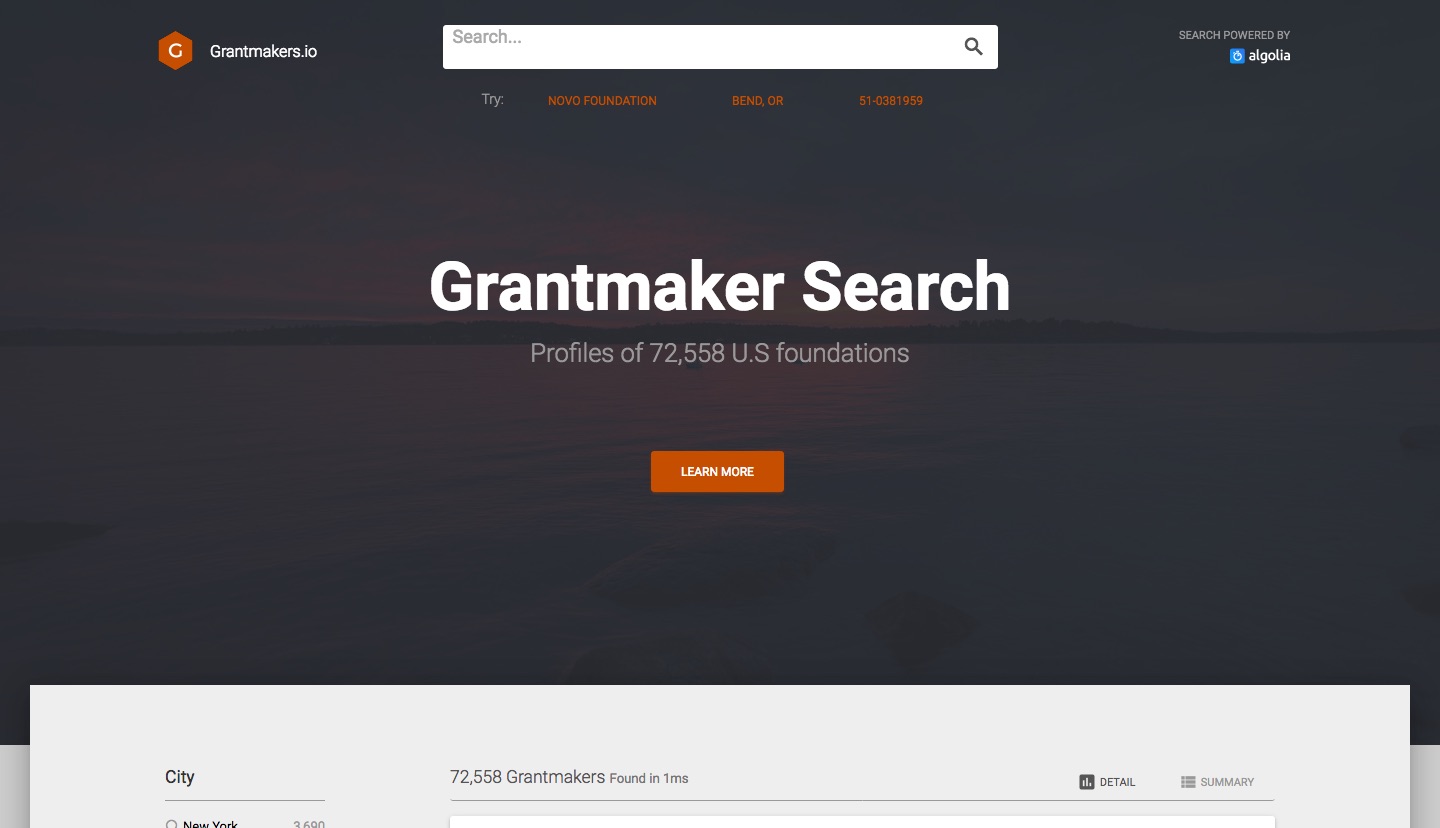 G
Grantmakers.io
Search...
SEARCH POWERED BY
algolia
Try: NOVO FOUNDATION BEND, OR 51-0381959
Grantmaker Search
Profiles of 72,558 U.S foundations
LEARN MORE
City
72,558 Grantmakers Found in 1ms
DETAIL SUMMARY
New York 3,690